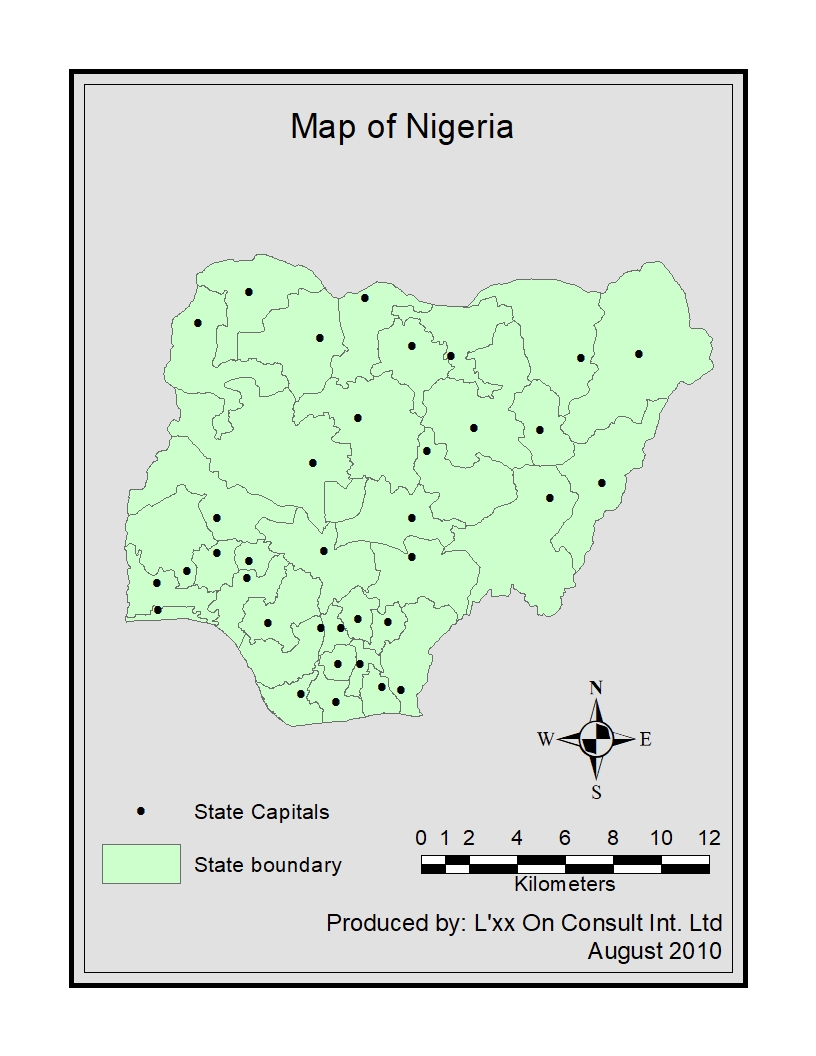 Map of Nigeria
N
W E
S
State Capitals
State boundary
0 1 2 4 6 8 10 12
Kilometers
Produced by: L'xx On Consult Int. Ltd
August 2010